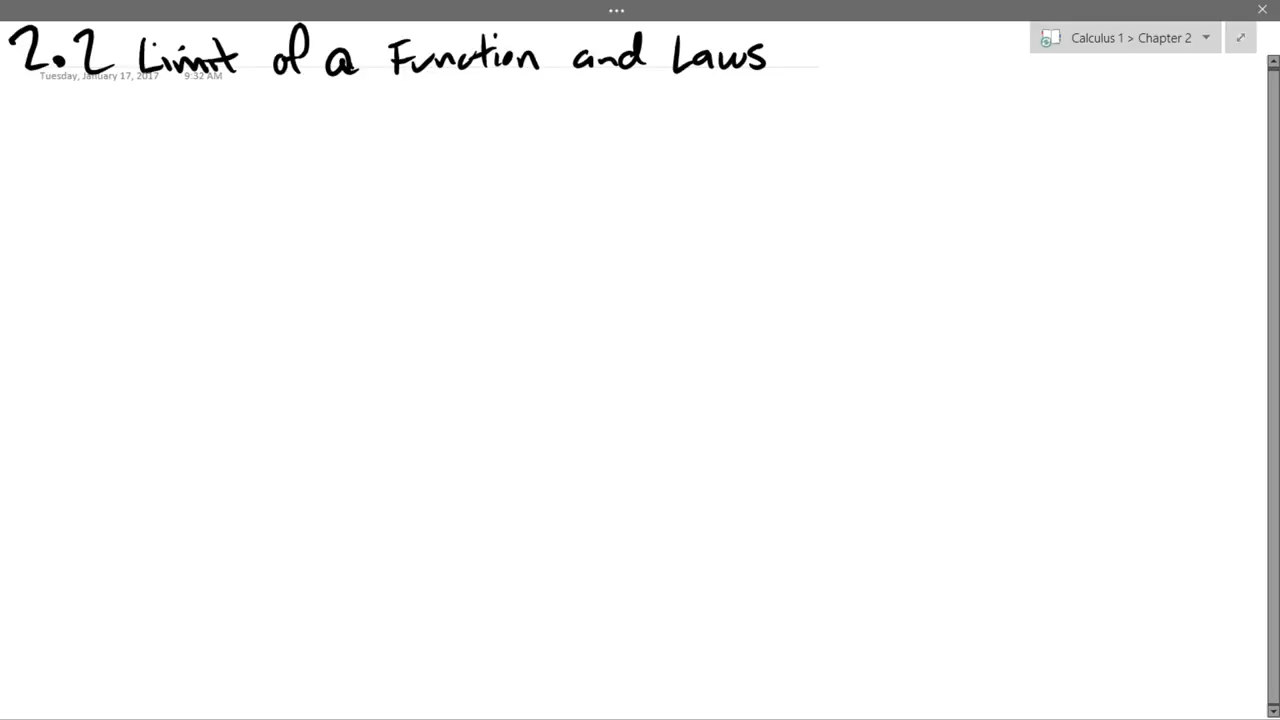 ...
Calculus 1 > Chapter 2
2.2 Limit of a Function and Laws
Tuesday, January 17, 2017 9:32 AM